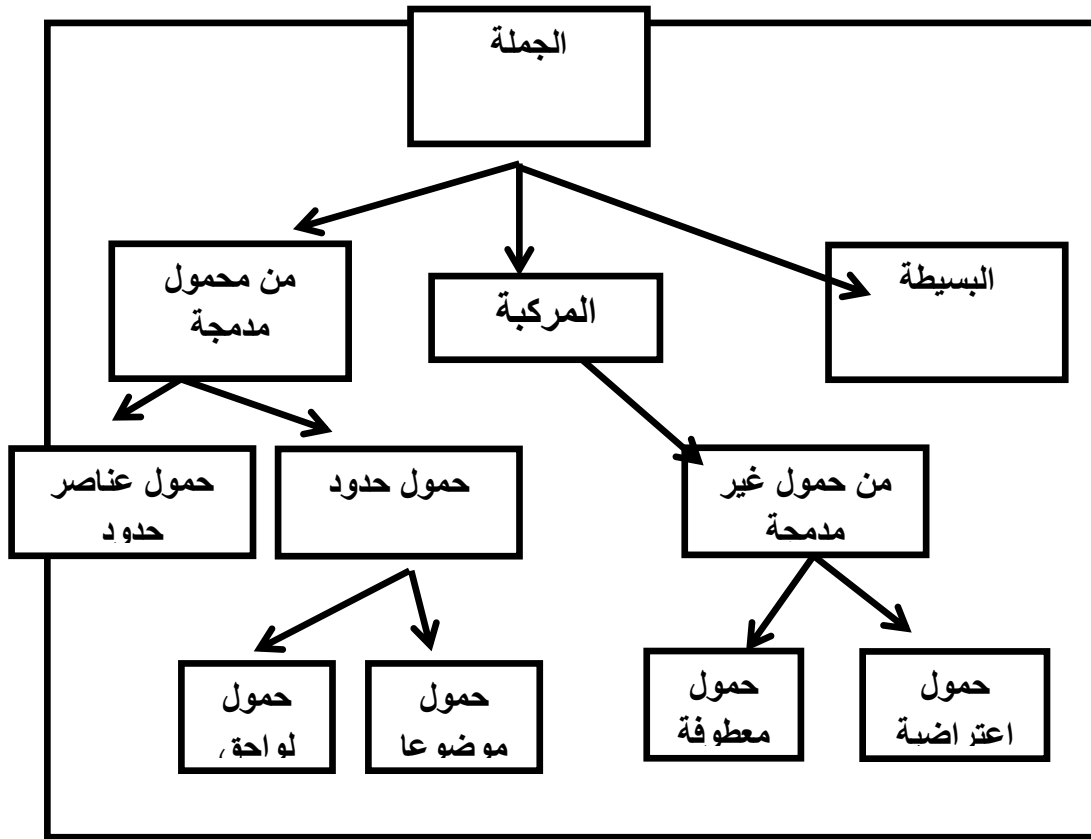 الجملة
البسيطة
المركبة
من محمول
مدمجة
من حمول غير
مدمجة
حمول حدود
حمول عناصر
حدود
حمول
اعتراضية
حمول
معطوفة
حمول
موضوعا
حمول
لواحق